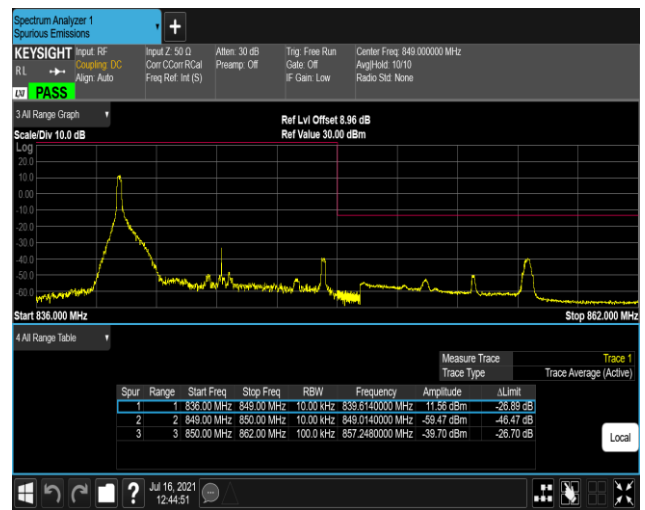 Spectrum Analyzer 1
Spurious Emissions
+
KEYSIGHT Input: RF Input Z: 50 Ω Atten: 30 dB Trig: Free Run Center Freq: 849.000000 MHz
R L Coupling: DC Corr CCorr RCal Preamp: Off Gate: Off Avg|Hold: 10/10
Align: Auto Freq Ref: Int (S) IF Gain: Low Radio Std: None
LXI PASS
3 All Range Graph
Ref Lvl Offset 8.96 dB
Scale/Div 10.0 dB Ref Value 30.00 dBm
Log
20.0
10.0
0.00
-10.0
-20.0
-30.0
-40.0
-50.0
-60.0
Start 836.000 MHz Stop 862.000 MHz
4 All Range Table
Measure Trace Trace 1
Trace Type Trace Average (Active)
Spur Range Start Freq Stop Freq RBW Frequency Amplitude ΔLimit
1 1 836.00 MHz 849.00 MHz 10.00 kHz 839.6140000 MHz 11.56 dBm -26.89 dB
2 2 849.00 MHz 850.00 MHz 10.00 kHz 849.0140000 MHz -59.47 dBm -46.47 dB
3 3 850.00 MHz 862.00 MHz 100.0 kHz 857.2480000 MHz -39.70 dBm -26.70 dB
Local
? Jul 16, 2021
12:44:51